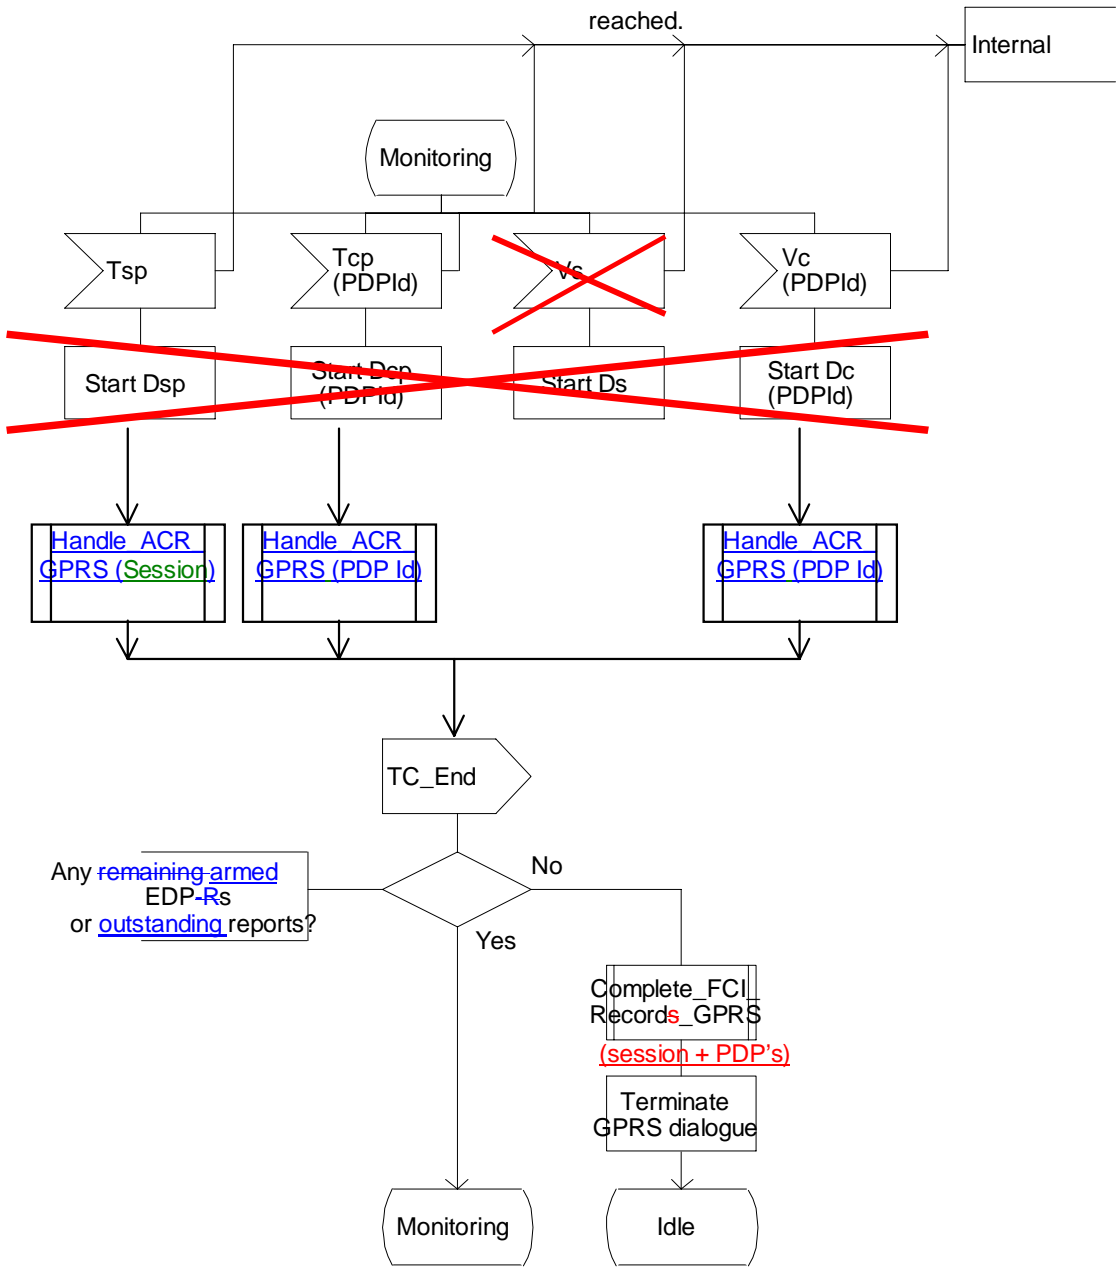 reached.
Internal
Monitoring
Tsp
Tcp
(PDPId)
Vs
Vc
(PDPId)
Start Dsp
Start Dcp
(PDPId)
Start Ds
Start Dc
(PDPId)
Handle_ACR_
GPRS (Session)
Handle_ACR_
GPRS (PDP Id)
Handle_ACR_
GPRS (PDP Id)
TC_End
Any remaining armed
EDP-Rs
or outstanding reports?
No
Yes
Complete_FCI_
Records_GPRS
(session + PDP's)
Terminate
GPRS dialogue
Monitoring
Idle